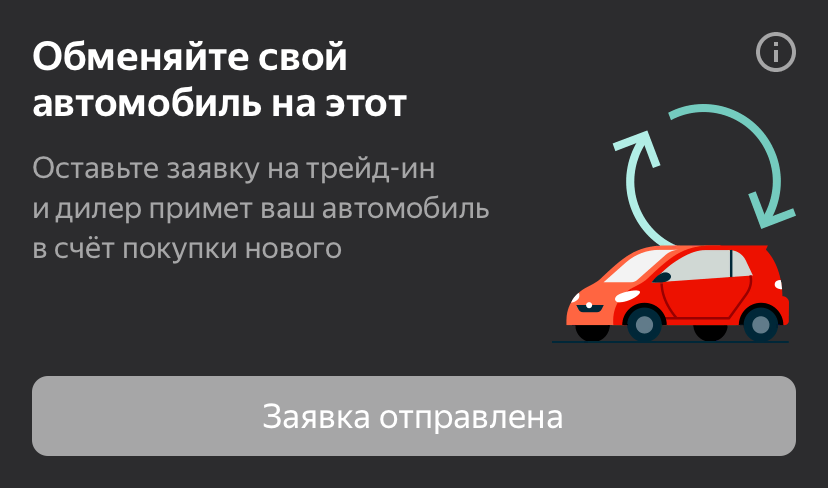 Обменяйте свой
автомобиль на этот
Оставьте заявку на трейд-ин
и дилер примет ваш автомобиль
в счёт покупки нового
Заявка отправлена